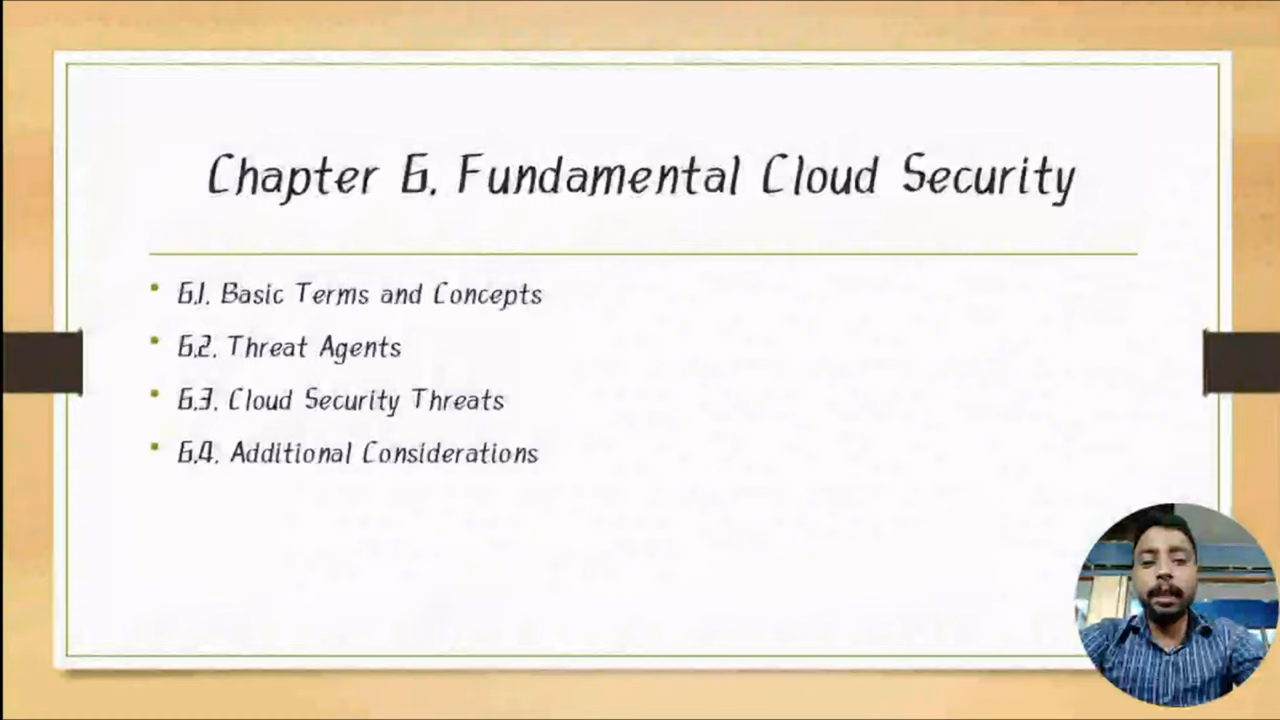 Chapter 6. Fundamental Cloud Security
6.1. Basic Terms and Concepts
6.2. Threat Agents
6.3. Cloud Security Threats
6.4. Additional Considerations